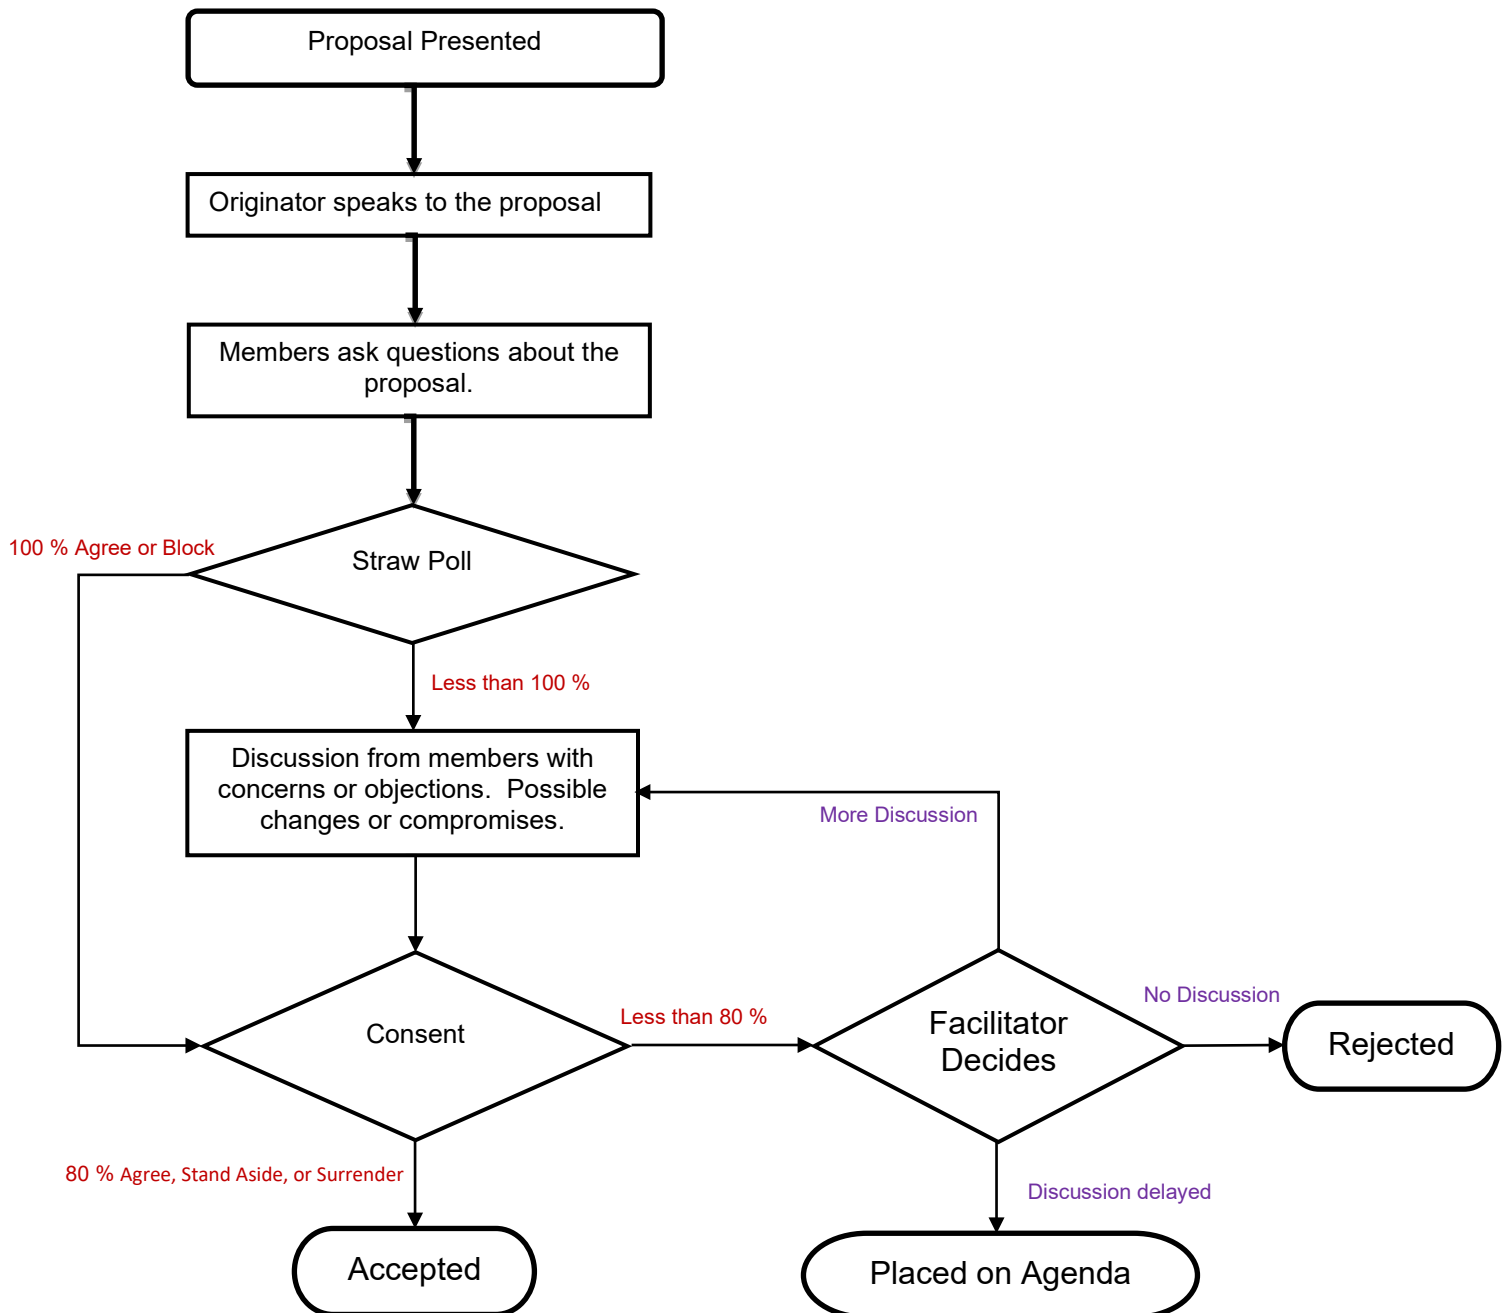 Proposal Presented
Originator speaks to the proposal
Members ask questions about the
proposal.
100 % Agree or Block
Straw Poll
Less than 100 %
Discussion from members with
concerns or objections.  Possible
changes or compromises.
More Discussion
Consent
Less than 80 %
Facilitator
Decides
No Discussion
Rejected
80 % Agree, Stand Aside, or Surrender
Discussion delayed
Accepted
Placed on Agenda